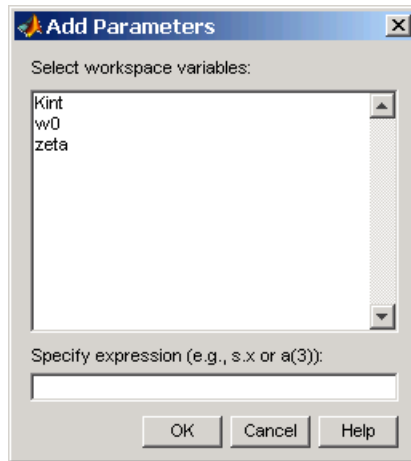 Add Parameters
Select workspace variables:
Kint
w0
zeta
Specify expression (e.g., s.x or a(3)):
OK Cancel Help